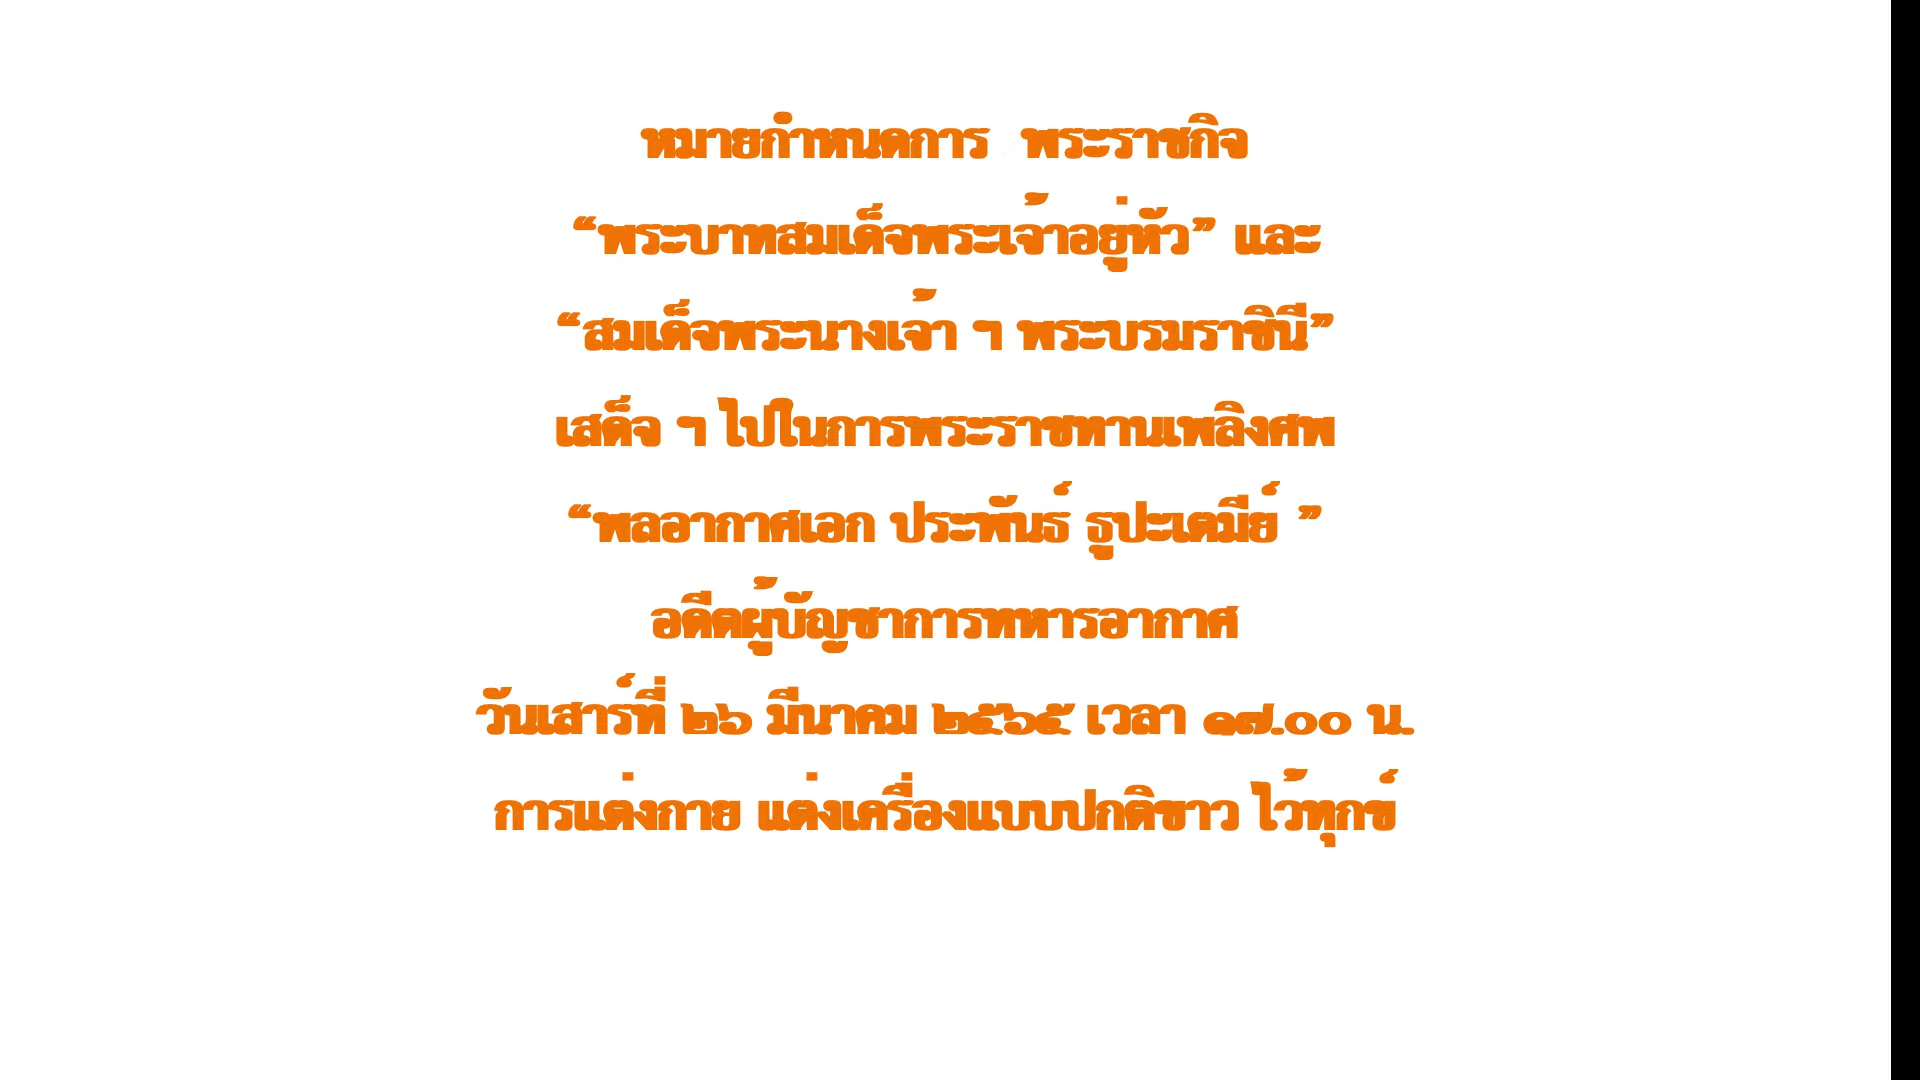 หมายกำหนดการ พระราชกิจ
“พระบาทสมเด็จพระเจ้าอยู่หัว” และ
“สมเด็จพระนางเจ้า ฯ พระบรมราชินี”
เสด็จ ฯ ไปในการพระราชทานเพลิงศพ
“พลอากาศเอก ประพันธ์ ธูปะเตมีย์ ”
อดีตผู้บัญชาการทหารอากาศ
วันเสาร์ที่ ๒๖ มีนาคม ๒๕๖๕ เวลา ๑๗.๐๐ น.
การแต่งกาย แต่งเครื่องแบบปกติขาว ไว้ทุกข์